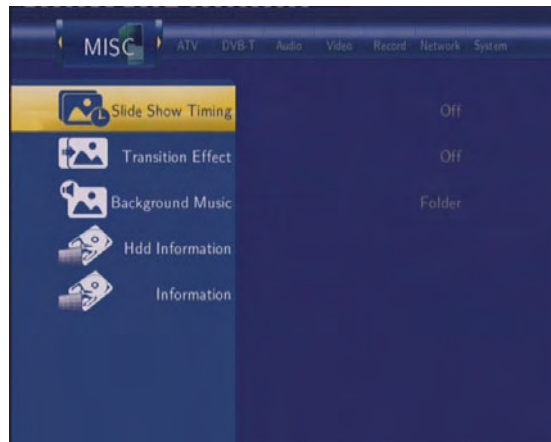 MISC ATV DVB-T Audio Video Record Network System
Slide Show Timing Off
Transition Effect Off
Background Music Folder
Hdd Information
Information